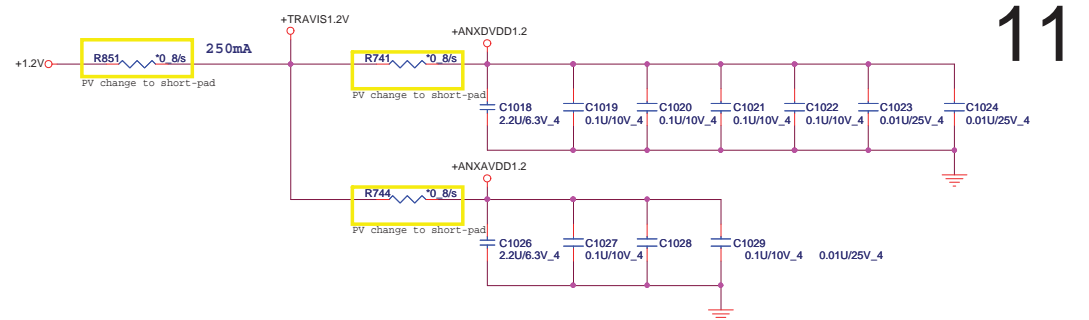 11
+TRAVIS1.2V
+ANXDVDD1.2
+1.2V
R851 *0_8/s
250mA
PV change to short-pad
R741 *0_8/s
PV change to short-pad
C1018
2.2U/6.3V_4
C1019
0.1U/10V_4
C1020
0.1U/10V_4
C1021
0.1U/10V_4
C1022
0.1U/10V_4
C1023
0.01U/25V_4
C1024
0.01U/25V_4
+ANXAVDD1.2
R744 *0_8/s
PV change to short-pad
C1026
2.2U/6.3V_4
C1027
0.1U/10V_4
C1028
C1029
0.1U/10V_4 0.01U/25V_4